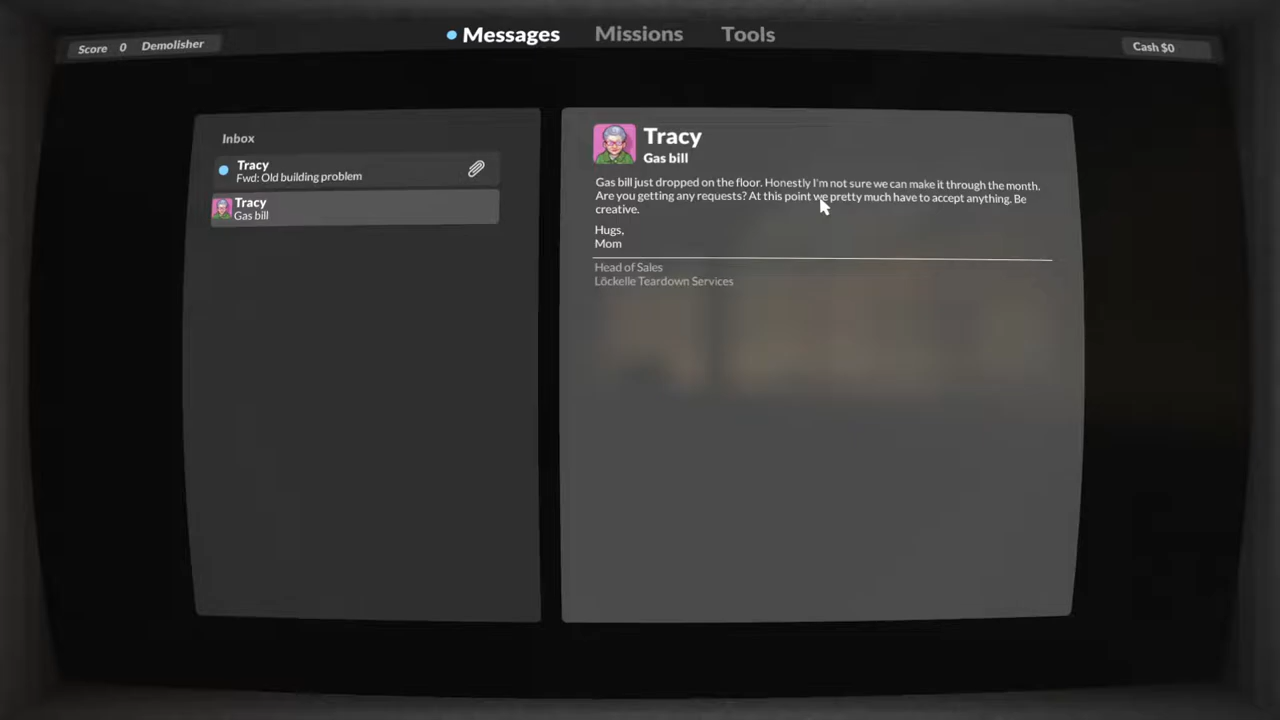 Score 0 Demolisher
Messages
Missions
Tools
Cash $0
Inbox
Tracy
Fwd: Old building problem
Tracy
Gas bill
Tracy
Gas bill
Gas bill just dropped on the floor. Honestly I'm not sure we can make it through the month.
Are you getting any requests? At this point we pretty much have to accept anything. Be
creative.
Hugs,
Mom
Head of Sales
Löckelle Teardown Services